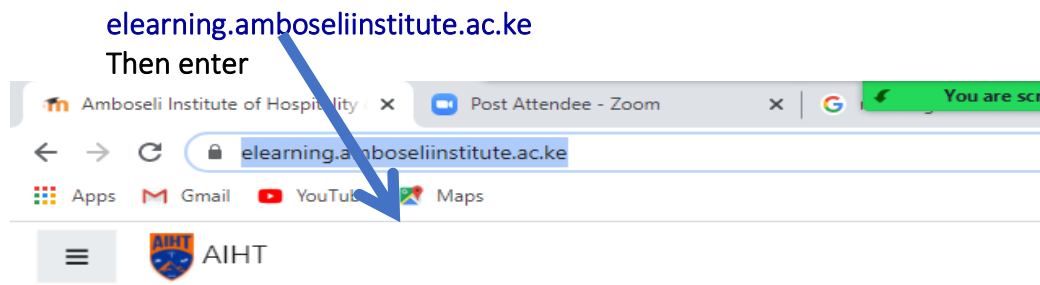 elearning.amboseliinstitute.ac.ke
Then enter
Amboseli Institute of Hospitality Post Attendee - Zoom You are scr
elearning.amboseliinstitute.ac.ke
Apps Gmail YouTube Maps
AIHT AIHT